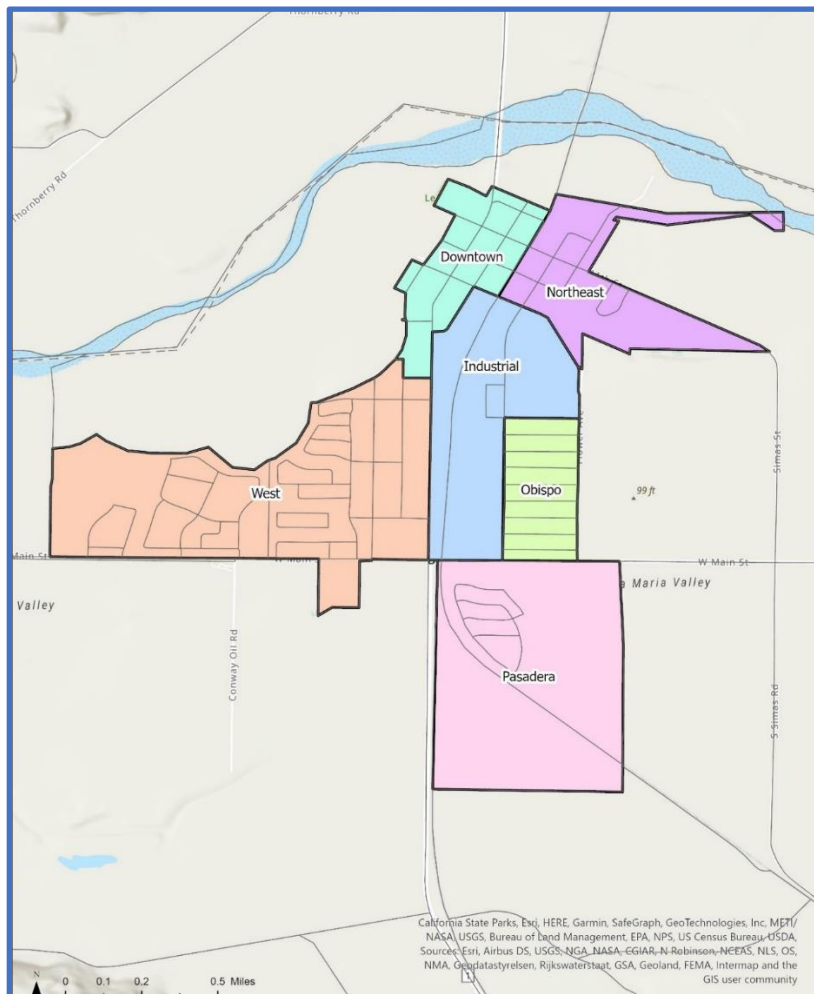 Thornberry Rd
Thornberry Rd
Le
Downtown
Northeast
Industrial
Simas St
West
Obispo
99 ft
Main St
W Main St
a Maria Valley
Valley
Conway Oil Rd
Pasadera
S Simas Rd
California State Parks, Esri, HERE, Garmin, SafeGraph, GeoTechnologies, Inc, METI/
NASA, USGS, Bureau of Land Management, EPA, NPS, US Census Bureau, USDA,
Sources: Esri, Airbus DS, USGS, NGA, NASA, CGIAR, N Robinson, NCEAS, NLS, OS,
NMA, Geodatastyrelsen, Rijkswaterstaat, GSA, Geoland, FEMA, Intermap and the
GIS user community
1
N
0 0.1 0.2 0.5 Miles